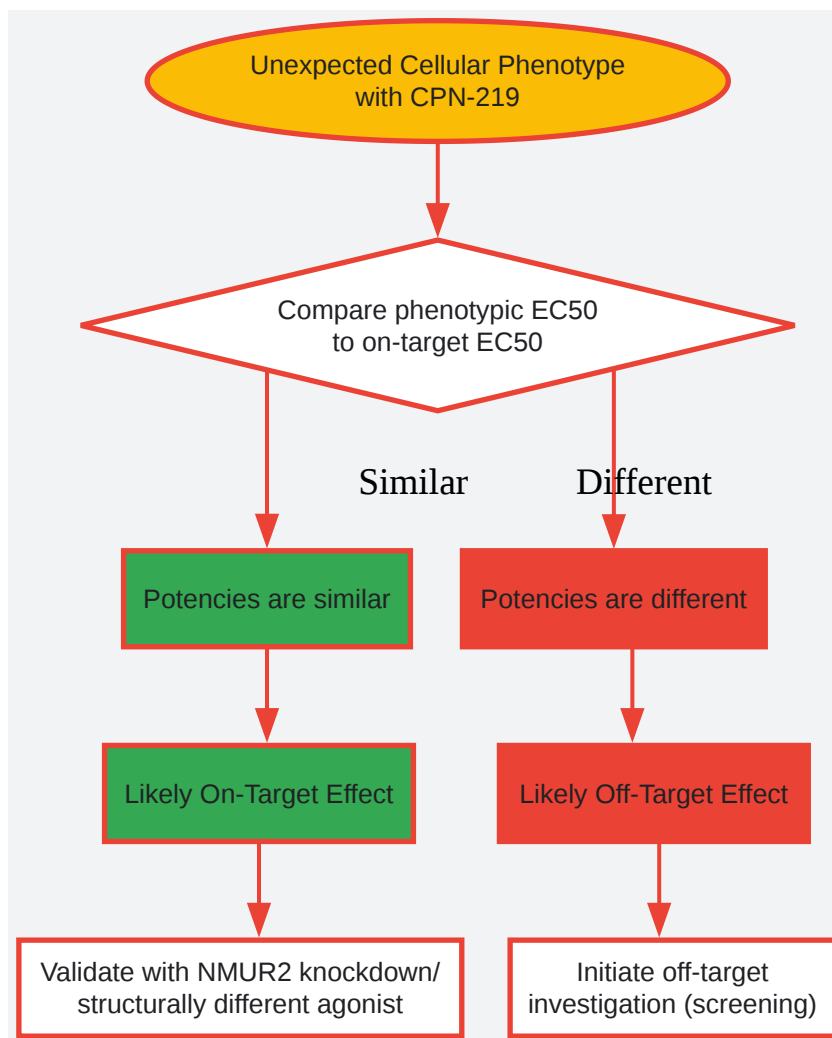 Unexpected Cellular Phenotype
with CPN-219
Compare phenotypic EC50
to on-target EC50
Similar
Different
Potencies are similar
Potencies are different
Likely On-Target Effect
Likely Off-Target Effect
Validate with NMUR2 knockdown/
structurally different agonist
Initiate off-target
investigation (screening)